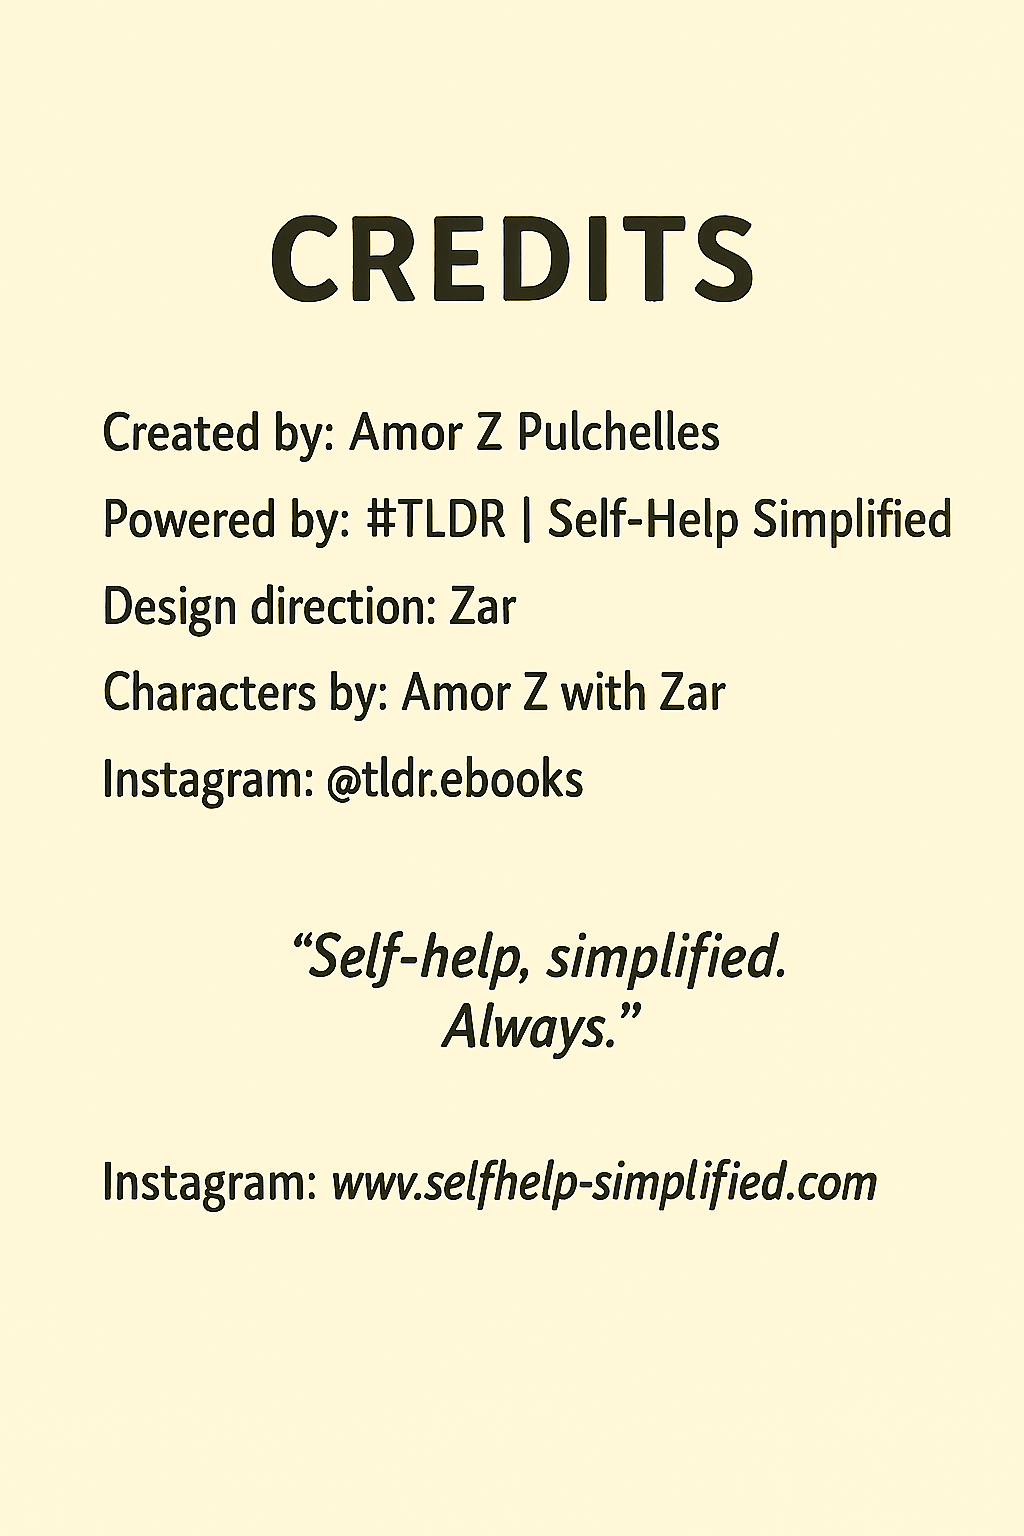 CREDITS
Created by: Amor Z Pulchelles
Powered by: #TLDR | Self-Help Simplified
Design direction: Zar
Characters by: Amor Z with Zar
Instagram: @tldr.ebooks
“Self-help, simplified.
Always.”
Instagram: www.selfhelp-simplified.com